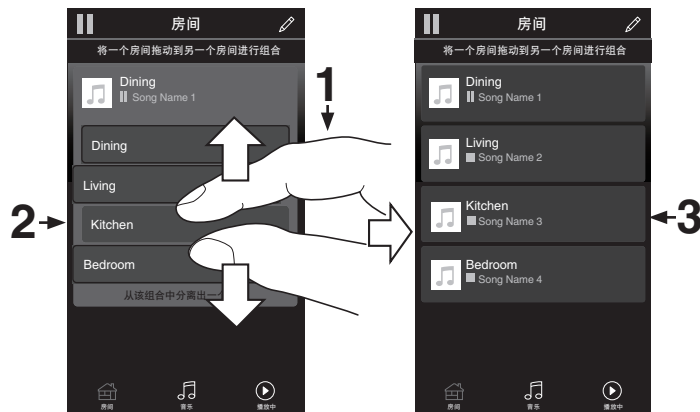 房间
将一个房间拖动到另一个房间进行组合
Dining
Song Name 1
Dining
Living
Kitchen
Bedroom
从该组合中分离出一个
房间
音乐
播放中
1
2
房间
将一个房间拖动到另一个房间进行组合
Dining
Song Name 1
Living
Song Name 2
Kitchen
Song Name 3
Bedroom
Song Name 4
房间
音乐
播放中
3